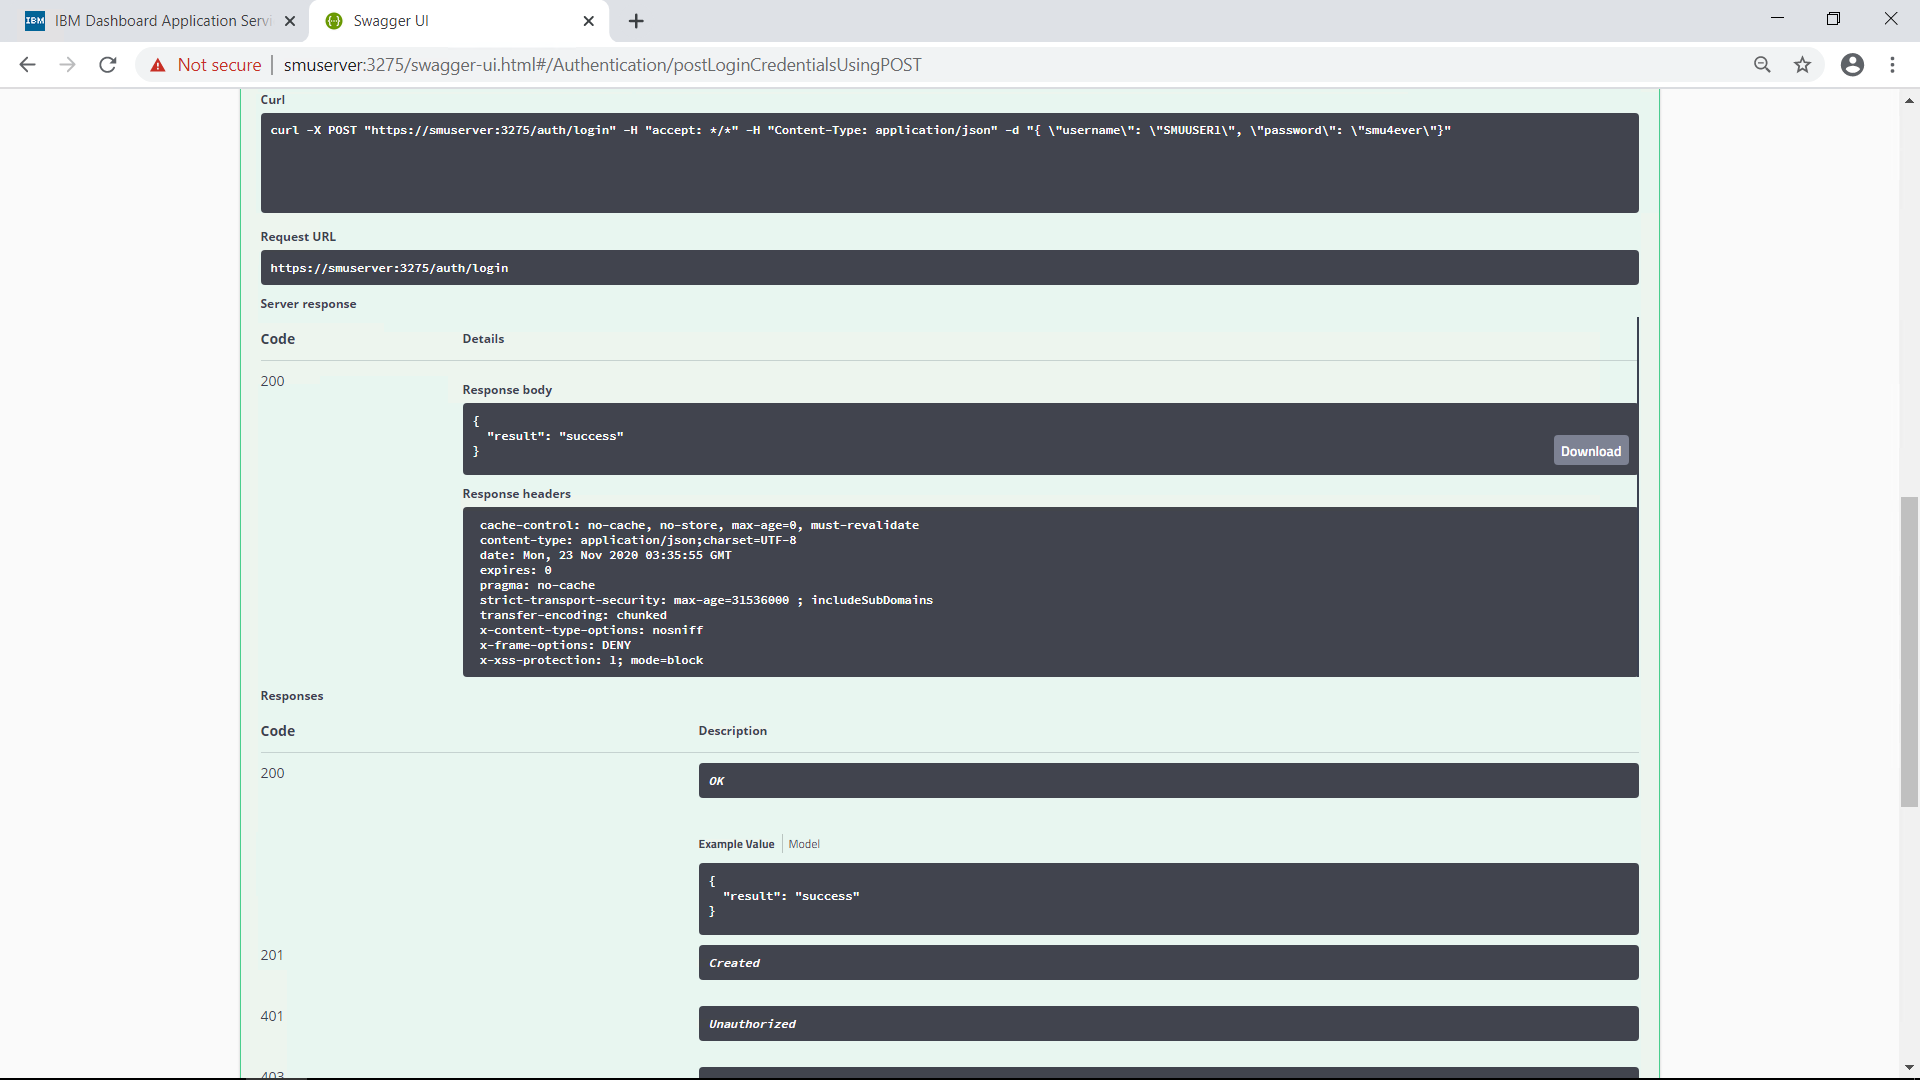 IBM IBM Dashboard Application Servi
Swagger UI
Not secure | smuserver:3275/swagger-ui.html#/Authentication/postLoginCredentialsUsingPOST
Curl
curl -X POST "https://smuserver:3275/auth/login" -H "accept: */*" -H "Content-Type: application/json" -d "{ \"username\": \"SMUUSER1\", \"password\": \"smu4ever\"}"
Request URL
https://smuserver:3275/auth/login
Server response
Code Details
200
Response body
{
"result": "success"
}
Download
Response headers
cache-control: no-cache, no-store, max-age=0, must-revalidate
content-type: application/json;charset=UTF-8
date: Mon, 23 Nov 2020 03:35:55 GMT
expires: 0
pragma: no-cache
strict-transport-security: max-age=31536000 ; includeSubDomains
transfer-encoding: chunked
x-content-type-options: nosniff
x-frame-options: DENY
x-xss-protection: 1; mode=block
Responses
Code Description
200 OK
Example Value Model
{
"result": "success"
}
201 Created
401 Unauthorized
403